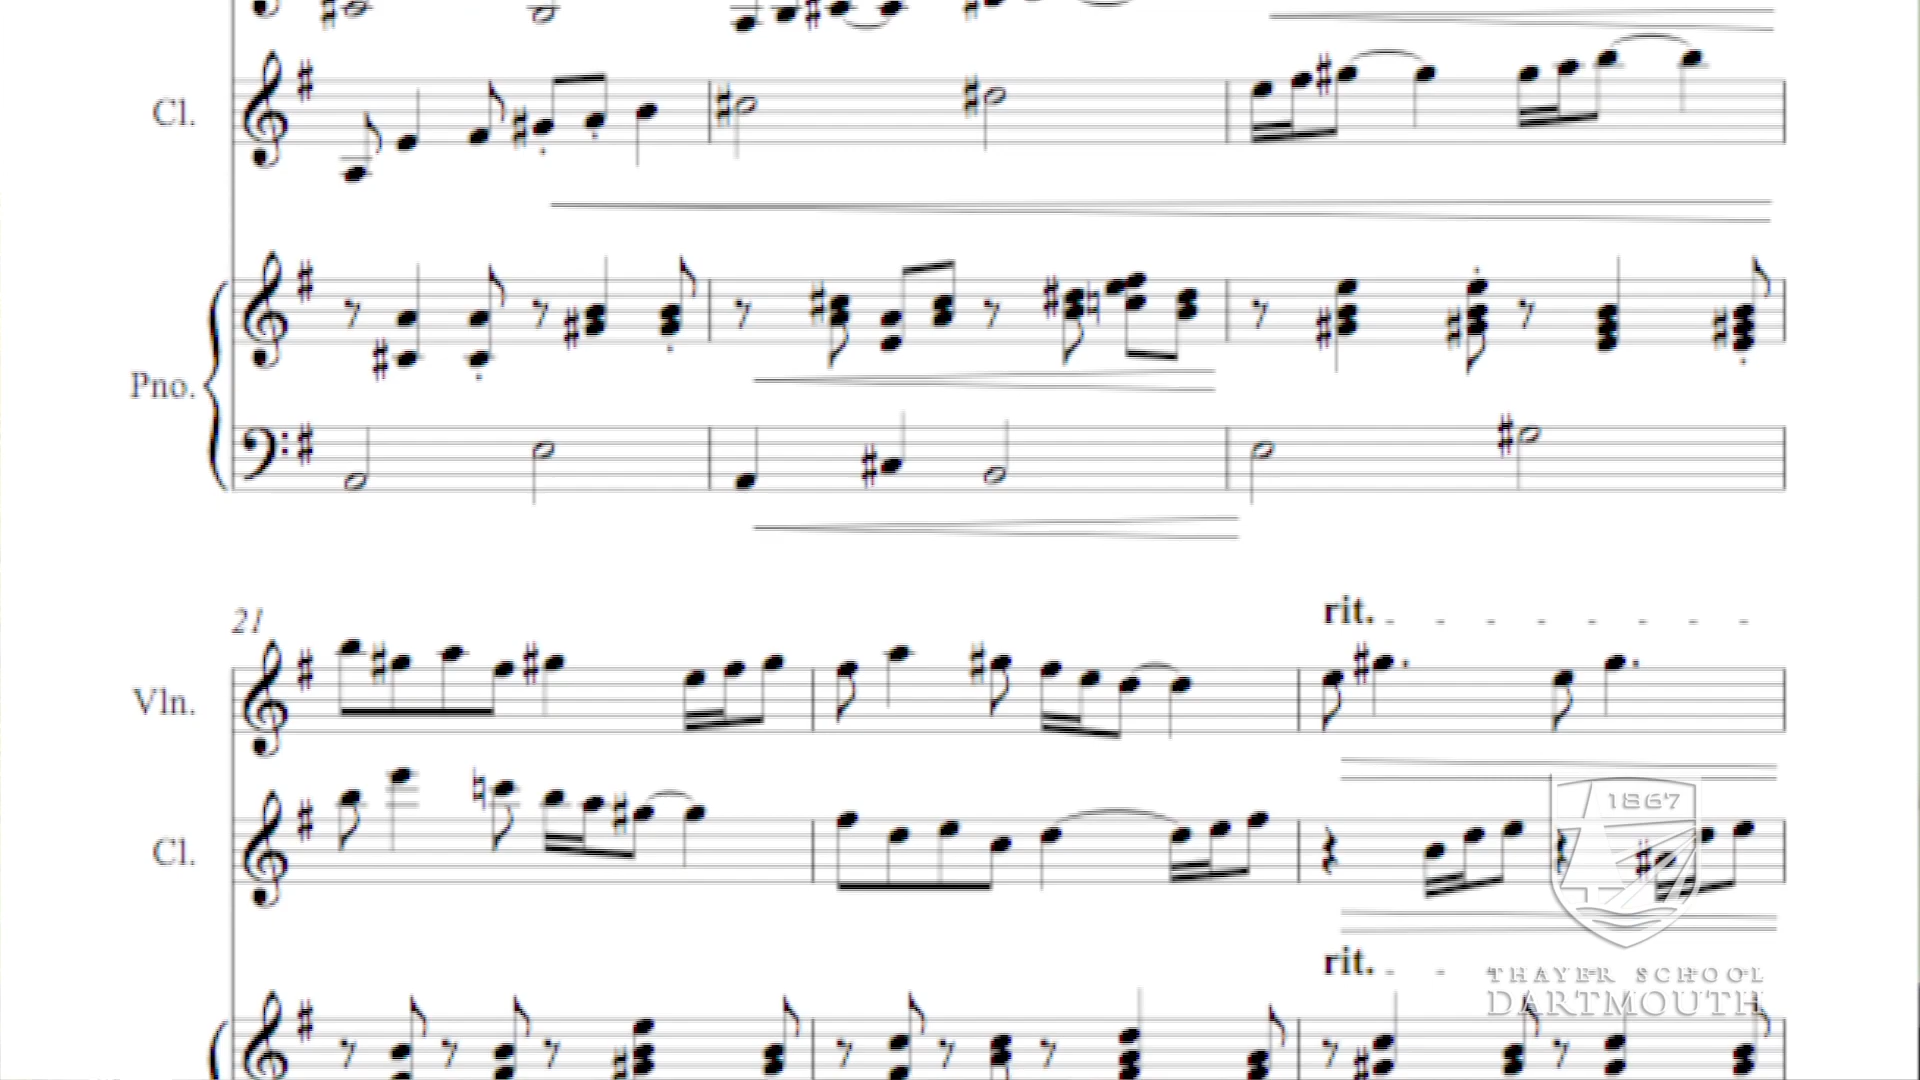 Cl.
Pno.
21
rit.
Vln.
Cl.
1867
rit.
THAYER SCHOOL
DARTMOUTH